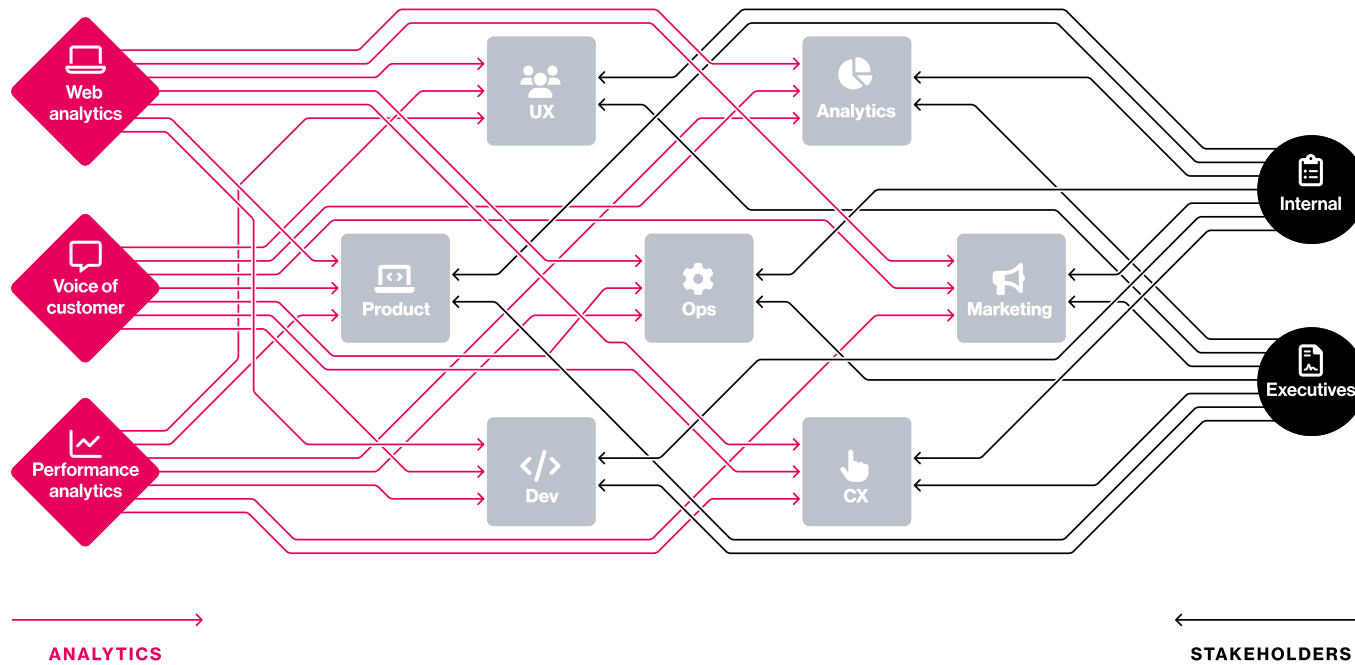 Web
analytics
UX
Analytics
Internal
Voice of
customer
Product
Ops
Marketing
Executives
Performance
analytics
Dev
CX
ANALYTICS
STAKEHOLDERS